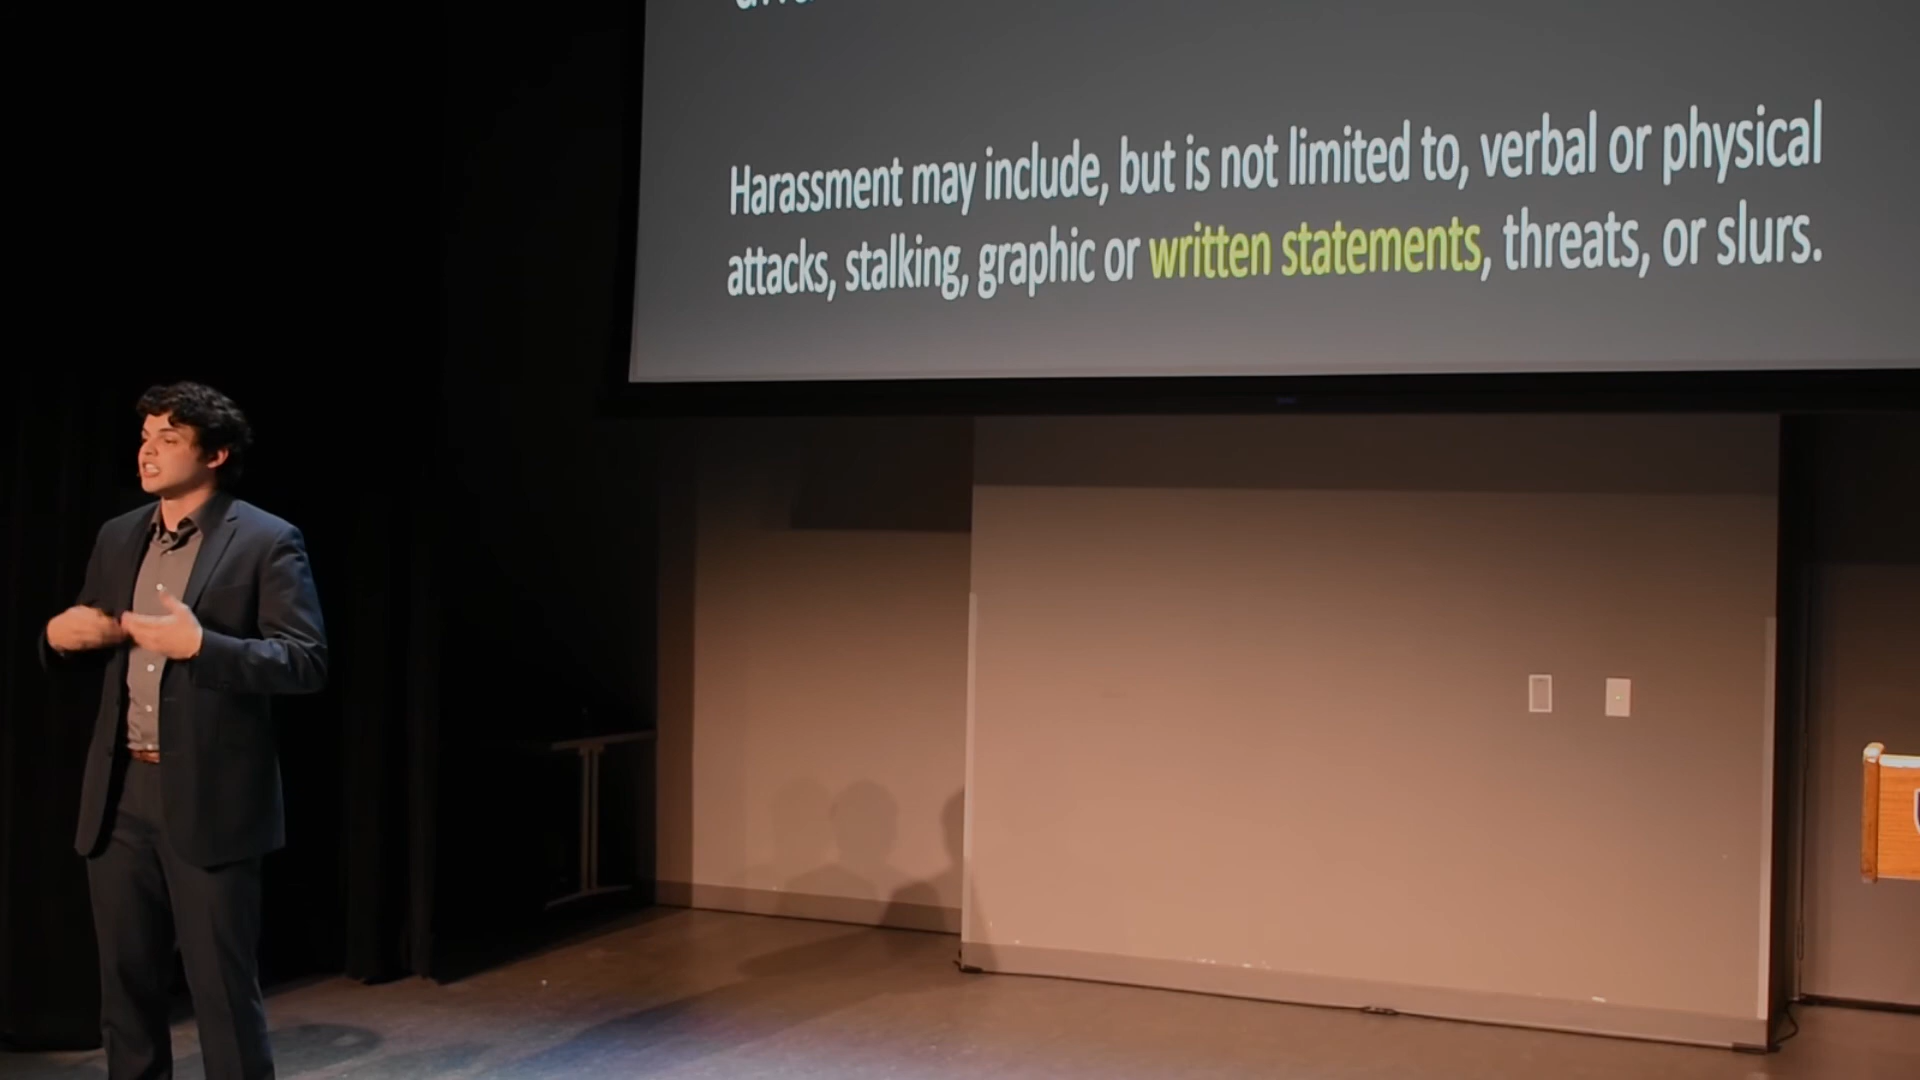 Harassment may include, but is not limited to, verbal or physical
attacks, stalking, graphic or written statements, threats, or slurs.